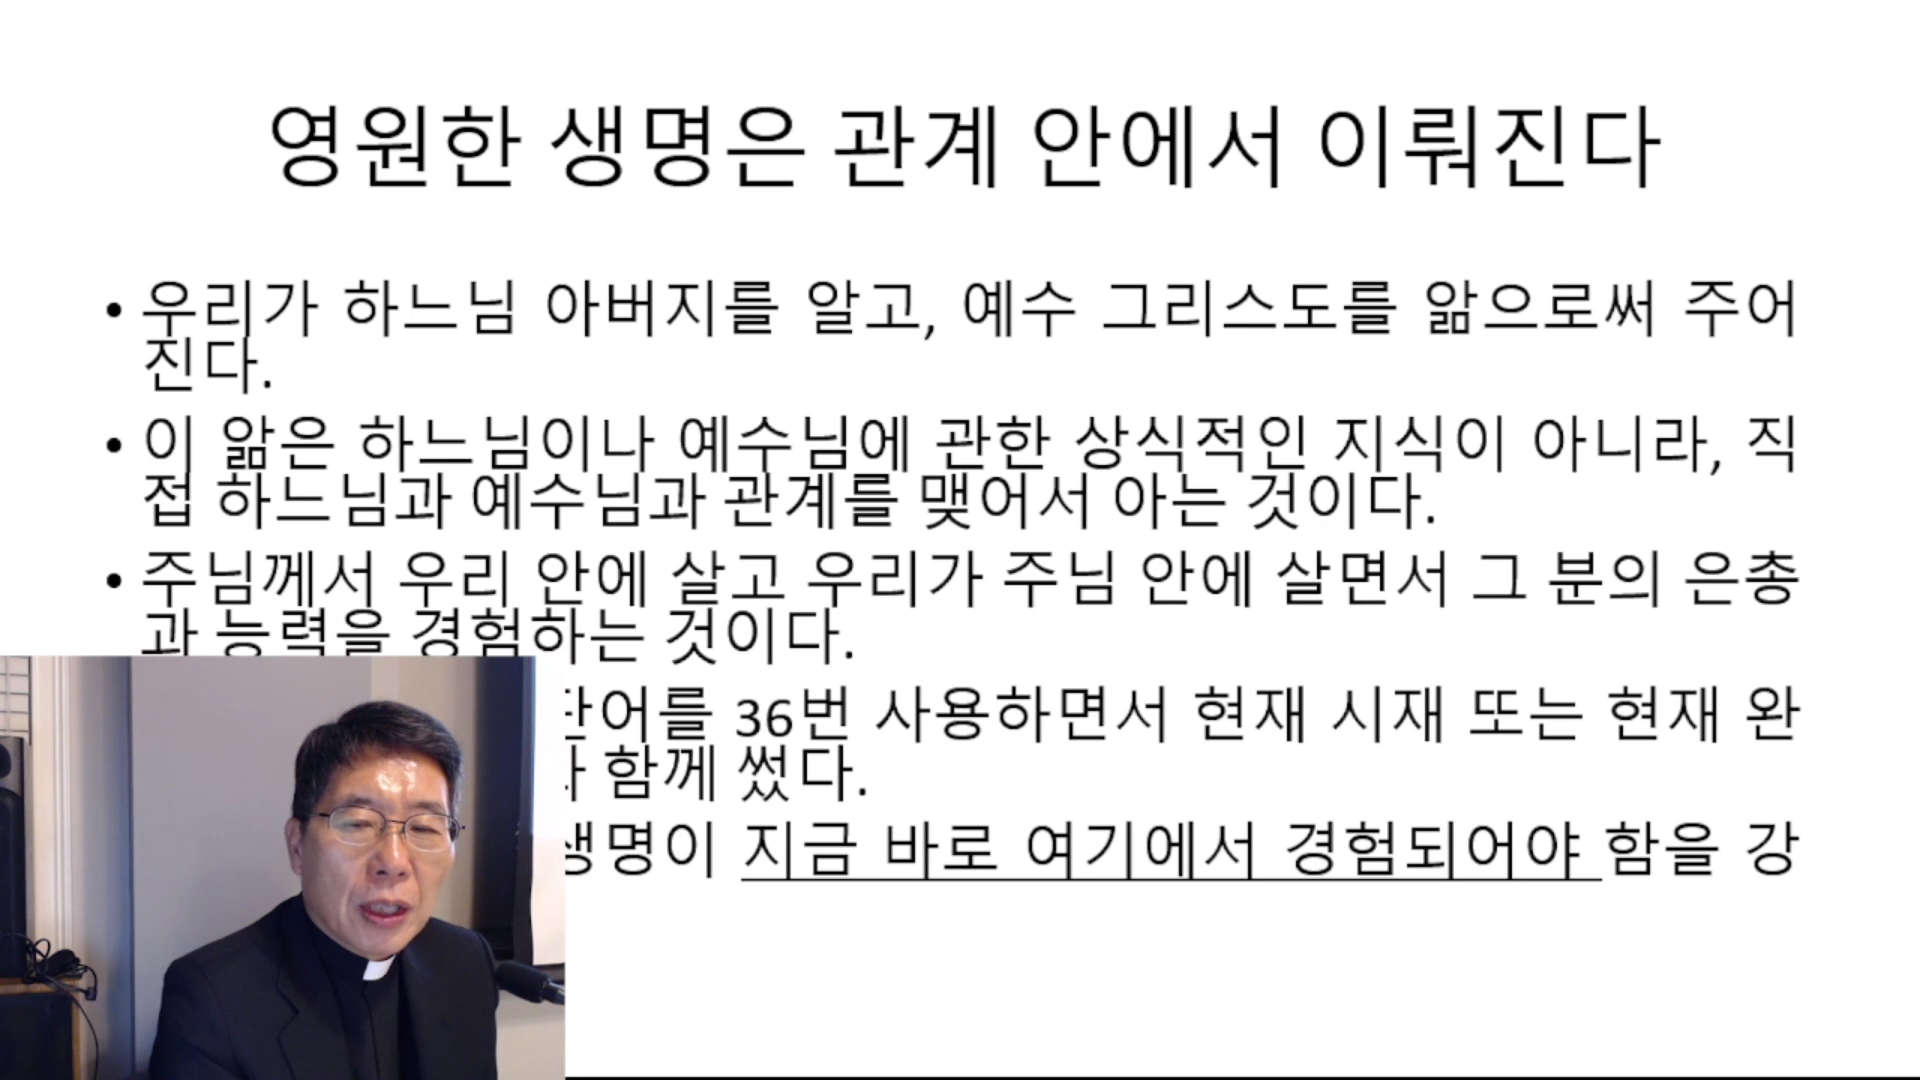 영원한 생명은 관계 안에서 이뤄진다
• 우리가 하느님 아버지를 알고, 예수 그리스도를 앎으로써 주어
진다.
• 이 앎은 하느님이나 예수님에 관한 상식적인 지식이 아니라, 직
접 하느님과 예수님과 관계를 맺어서 아는 것이다.
• 주님께서 우리 안에 살고 우리가 주님 안에 살면서 그 분의 은총
과 능력을 경험하는 것이다.
단어를 36번 사용하면서 현재 시재 또는 현재 완
함께 썼다.
생명이 지금 바로 여기에서 경험되어야 함을 강